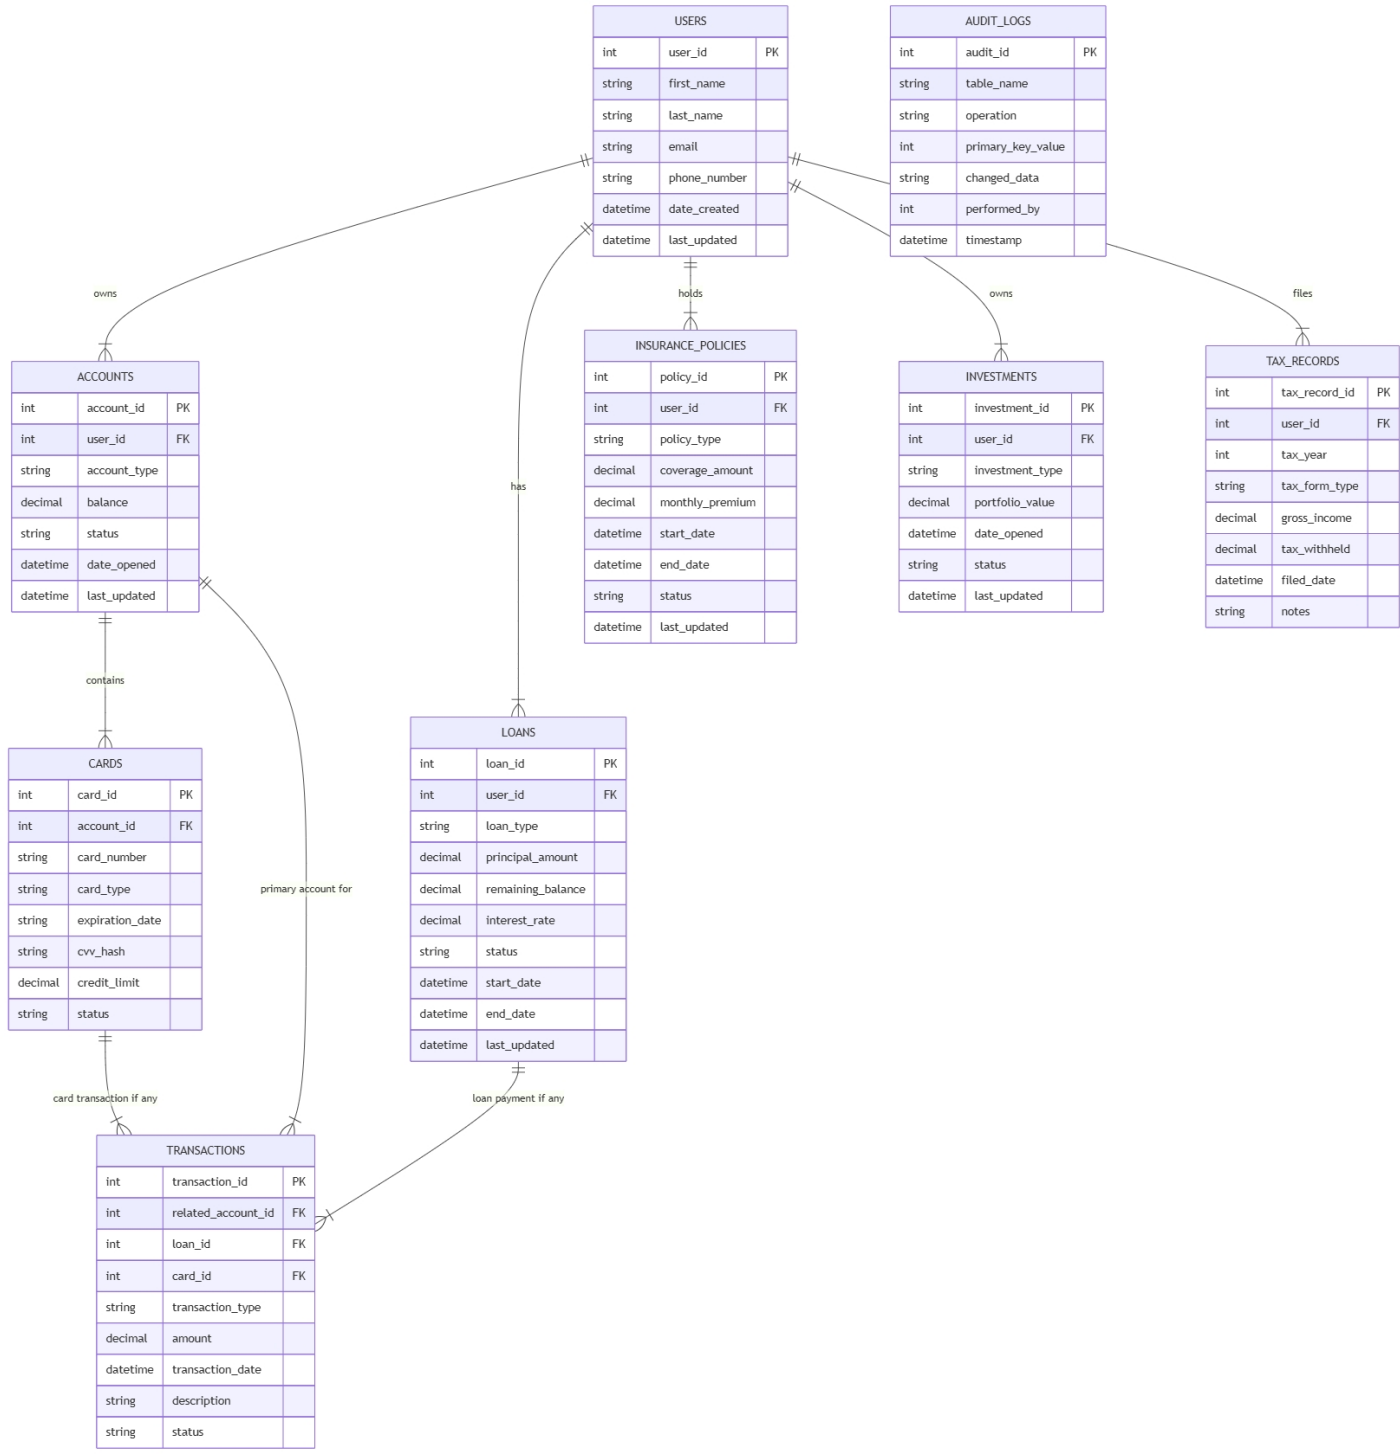 USERS
int user_id PK
string first_name
string last_name
string email
string phone_number
datetime date_created
datetime last_updated
AUDIT_LOGS
int audit_id PK
string table_name
string operation
int primary_key_value
string changed_data
int performed_by
datetime timestamp
owns
holds
owns
files
ACCOUNTS
int account_id PK
int user_id FK
string account_type
decimal balance
string status
datetime date_opened
datetime last_updated
has
INSURANCE_POLICIES
int policy_id PK
int user_id FK
string policy_type
decimal coverage_amount
decimal monthly_premium
datetime start_date
datetime end_date
string status
datetime last_updated
INVESTMENTS
int investment_id PK
int user_id FK
string investment_type
decimal portfolio_value
datetime date_opened
string status
datetime last_updated
TAX_RECORDS
int tax_record_id PK
int user_id FK
int tax_year
string tax_form_type
decimal gross_income
decimal tax_withheld
datetime filed_date
string notes
contains
CARDS
int card_id PK
int account_id FK
string card_number
string card_type
string expiration_date
string cvv_hash
decimal credit_limit
string status
primary account for
LOANS
int loan_id PK
int user_id FK
string loan_type
decimal principal_amount
decimal remaining_balance
decimal interest_rate
string status
datetime start_date
datetime end_date
datetime last_updated
card transaction if any
loan payment if any
TRANSACTIONS
int transaction_id PK
int related_account_id FK
int loan_id FK
int card_id FK
string transaction_type
decimal amount
datetime transaction_date
string description
string status